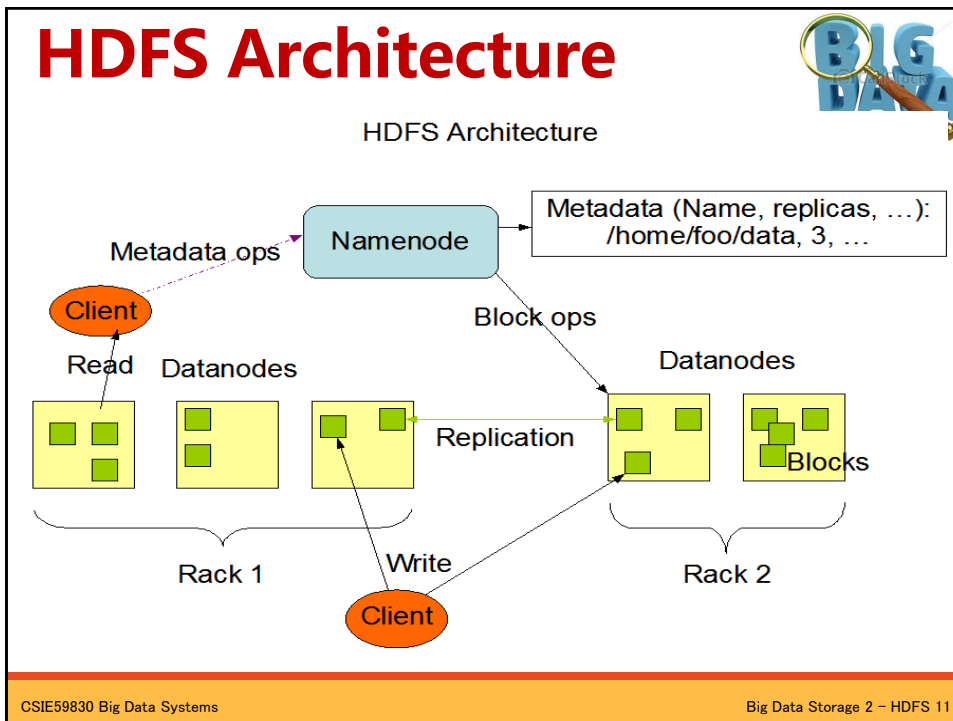 HDFS Architecture
BIG
DATA
HDFS Architecture
Namenode
Metadata (Name, replicas, …):
/home/foo/data, 3, …
Metadata ops
Client
Block ops
Read
Datanodes
Datanodes
Replication
Blocks
Rack 1
Write
Rack 2
Client
CSIE59830 Big Data Systems
Big Data Storage 2 – HDFS 11